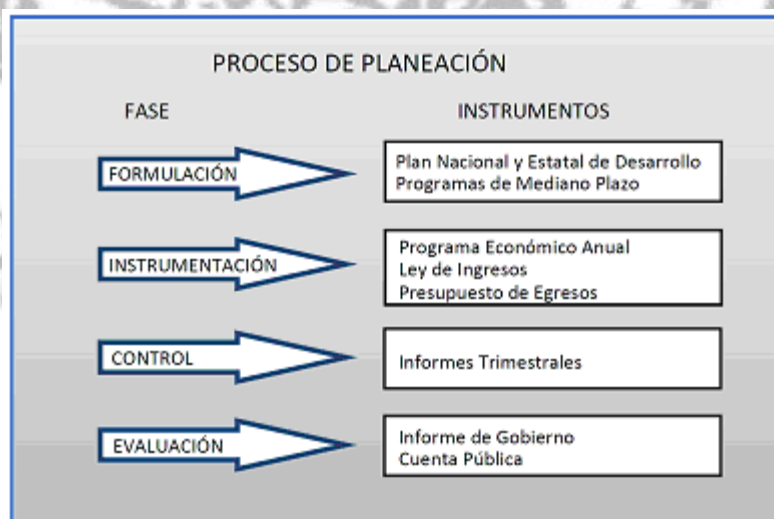 PROCESO DE PLANEACIÓN
FASE INSTRUMENTOS
FORMULACIÓN
Plan Nacional y Estatal de Desarrollo
Programas de Mediano Plazo
INSTRUMENTACIÓN
Programa Económico Anual
Ley de Ingresos
Presupuesto de Egresos
CONTROL
Informes Trimestrales
EVALUACIÓN
Informe de Gobierno
Cuenta Pública